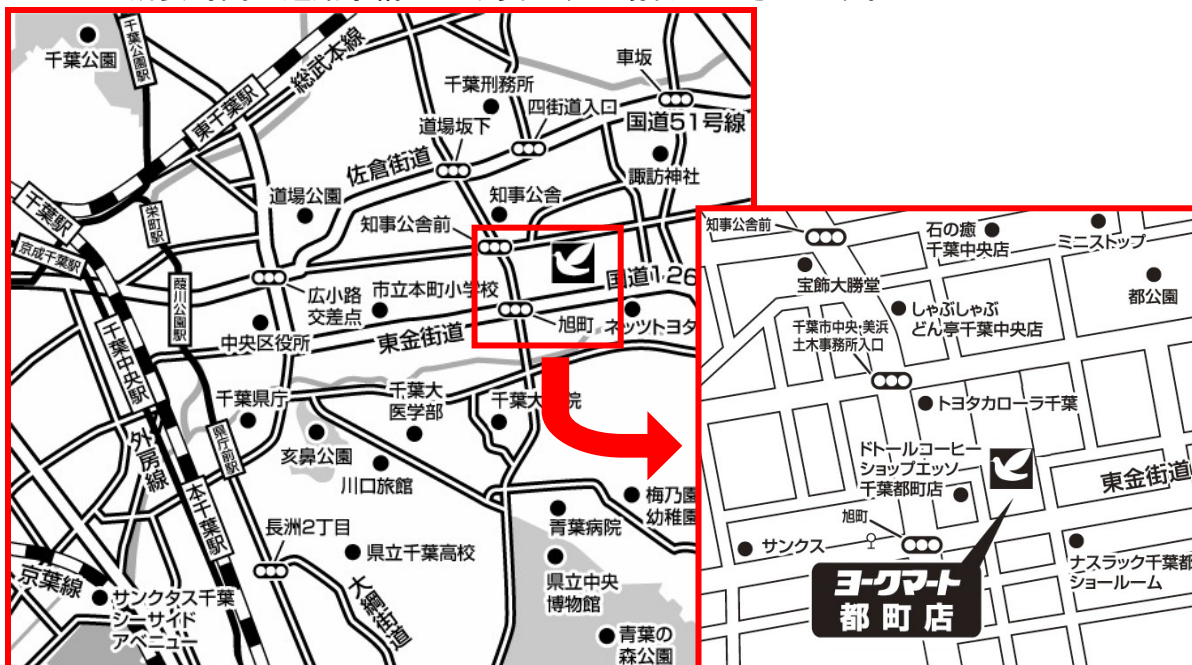 千葉公園
千葉公園駅
総武本線
東千葉駅
車坂
千葉刑務所
四街道入口
国道51号線
道場坂下
佐倉街道
諏訪神社
道場公園
知事公舎
知事公舎前
千葉駅
栄町駅
京成千葉駅
葭川公園駅
広小路
交差点
市立本町小学校
国道126
旭町
ネッツトヨタ
中央区役所
東金街道
千葉中央駅
千葉県庁
千葉大
医学部
千葉大
院
県庁前駅
外房線
亥鼻公園
川口旅館
本千葉駅
梅乃園
幼稚園
青葉病院
長洲2丁目
県立千葉高校
県立中央
博物館
大網街道
京葉線
サンクタス千葉
シーサイド
アベニュー
青葉の
森公園
知事公舎前
石の癒
千葉中央店
ミニストップ
宝飾大勝堂
都公園
しゃぶしゃぶ
どん亭千葉中央店
千葉市中央・美浜
土木事務所入口
トヨタカローラ千葉
ドトールコーヒー
ショップエッソ
千葉都町店
東金街道
旭町
サンクス
ナスラック千葉都
ショールーム
ヨークマート
都町店